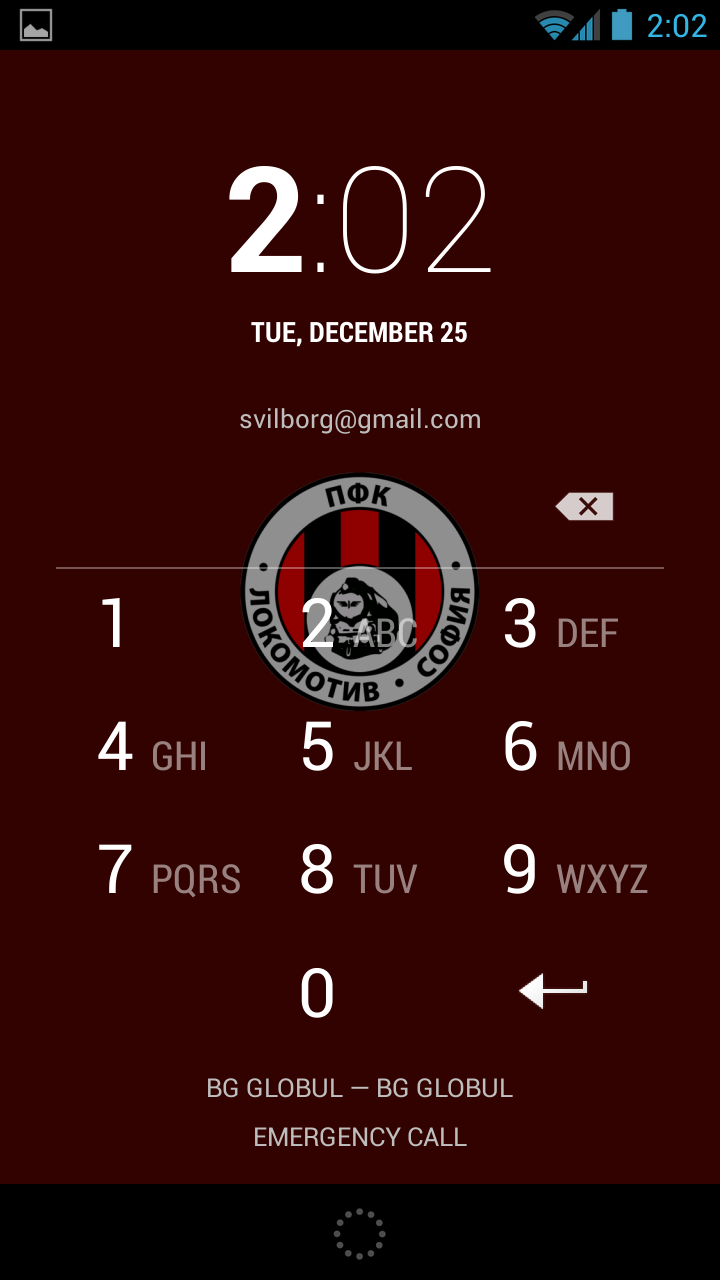 2:02
2:02
TUE, DECEMBER 25
svilborg@gmail.com
ПФК
ЛОКОМОТИВ • СОФИЯ
1 2 ABC 3 DEF
4 GHI 5 JKL 6 MNO
7 PQRS 8 TUV 9 WXYZ
0
BG GLOBUL — BG GLOBUL
EMERGENCY CALL